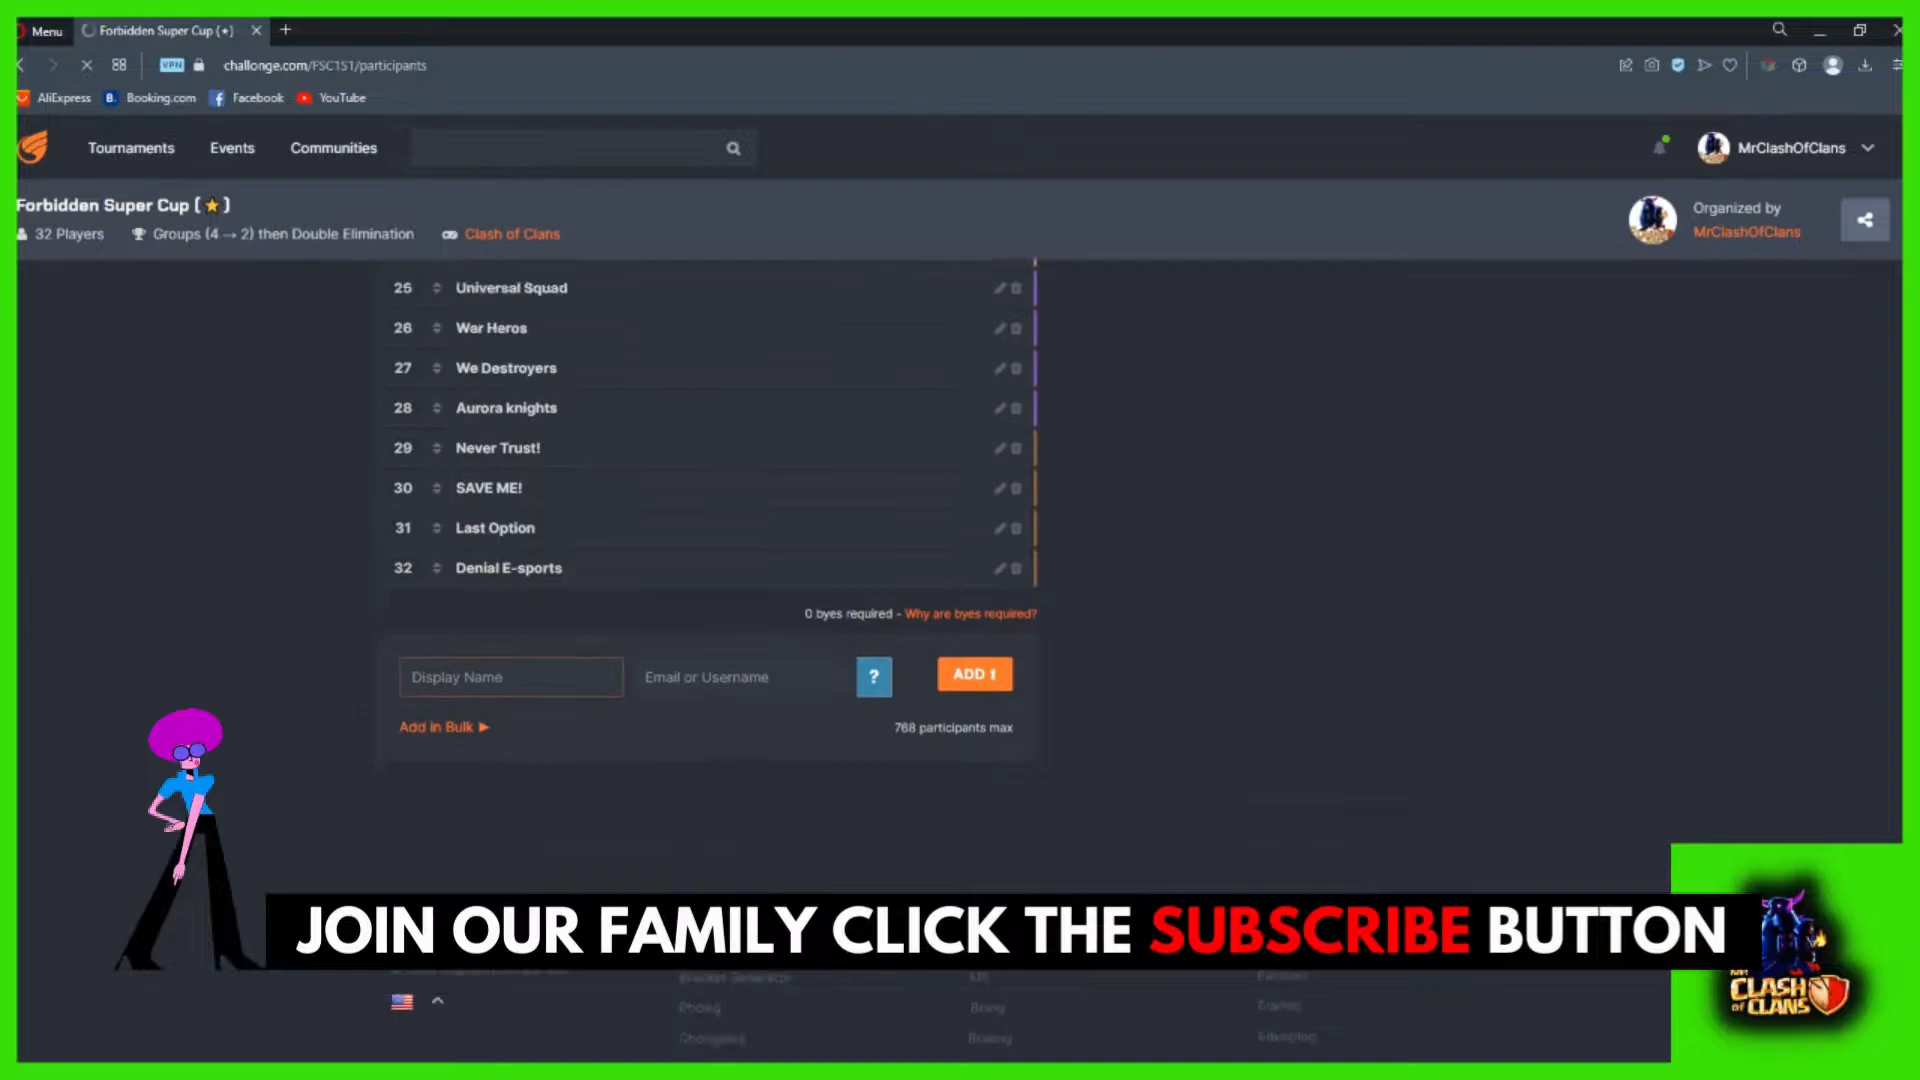 Menu
Forbidden Super Cup (★)
VPN
challonge.com/FSC1S1/participants
AliExpress
B. Booking.com
Facebook
YouTube
Tournaments
Events
Communities
MrClashOfClans
Forbidden Super Cup (⭐)
32 Players
Groups (4 → 2) then Double Elimination
Clash of Clans
Organized by
MrClashOfClans
25 Universal Squad
26 War Heros
27 We Destroyers
28 Aurora knights
29 Never Trust!
30 SAVE ME!
31 Last Option
32 Denial E-sports
0 byes required - Why are byes required?
Display Name
Email or Username
?
ADD
Add in Bulk ▶
768 participants max
JOIN OUR FAMILY CLICK THE SUBSCRIBE BUTTON
MR
CLASH
OF CLANS